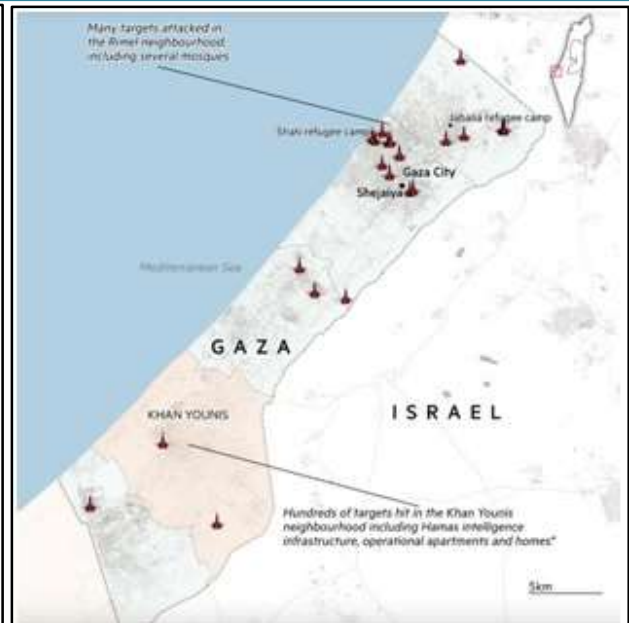 Many targets attacked in
the Rimel neighbourhood
including several mosques
Shati refugee camp
Jabalia refugee camp
Gaza City
Shejaiya
Mediterranean Sea
GAZA
KHAN YOUNIS
ISRAEL
Hundreds of targets hit in the Khan Younis
neighbourhood including Hamas intelligence
infrastructure, operational apartments and homes"
5km